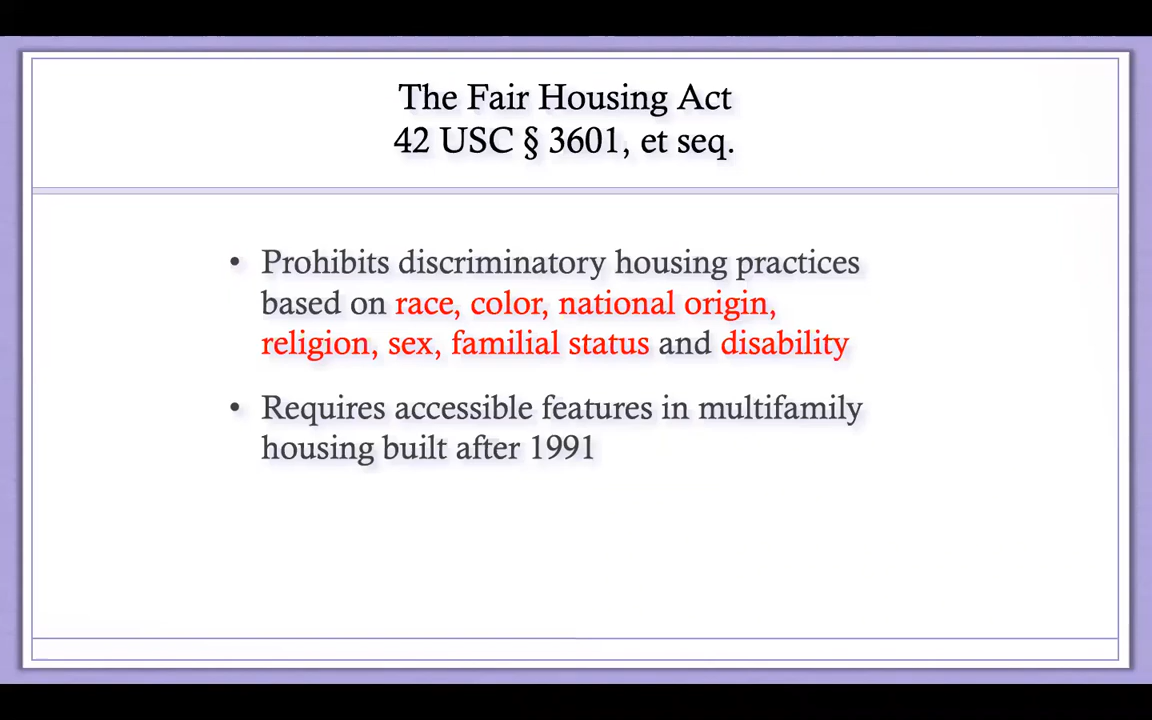 The Fair Housing Act
42 USC § 3601, et seq.
• Prohibits discriminatory housing practices
based on race, color, national origin,
religion, sex, familial status and disability
• Requires accessible features in multifamily
housing built after 1991